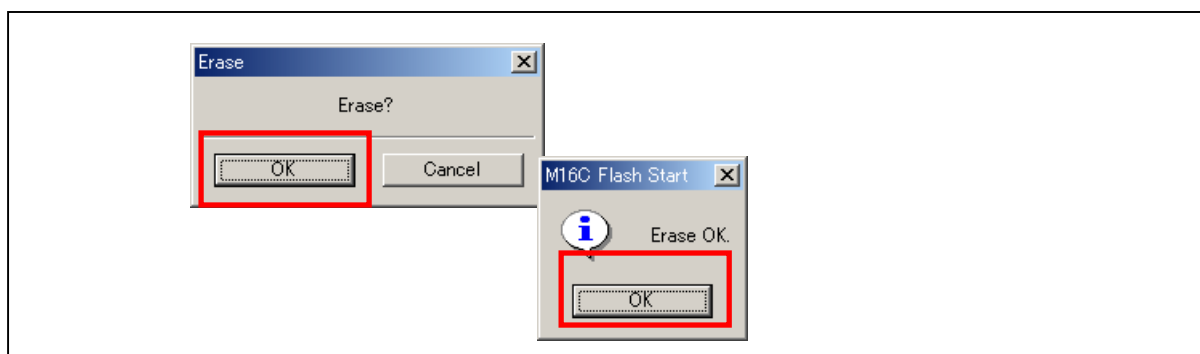 Erase
Erase?
OK
Cancel
M16C Flash Start
Erase OK.
OK